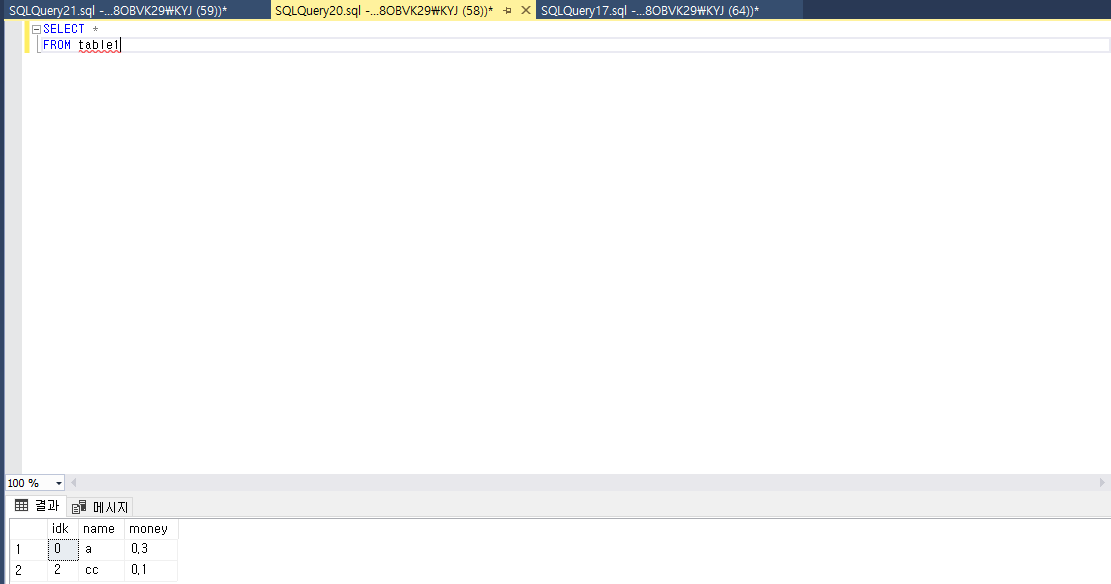 SQLQuery21.sql -...8OBVK29₩KYJ (59))* SQLQuery20.sql -...8OBVK29₩KYJ (58))* SQLQuery17.sql -...8OBVK29₩KYJ (64))*
SELECT *
FROM table1
100 %
결과 메시지
idk name money
1 0 a 0,3
2 2 cc 0,1